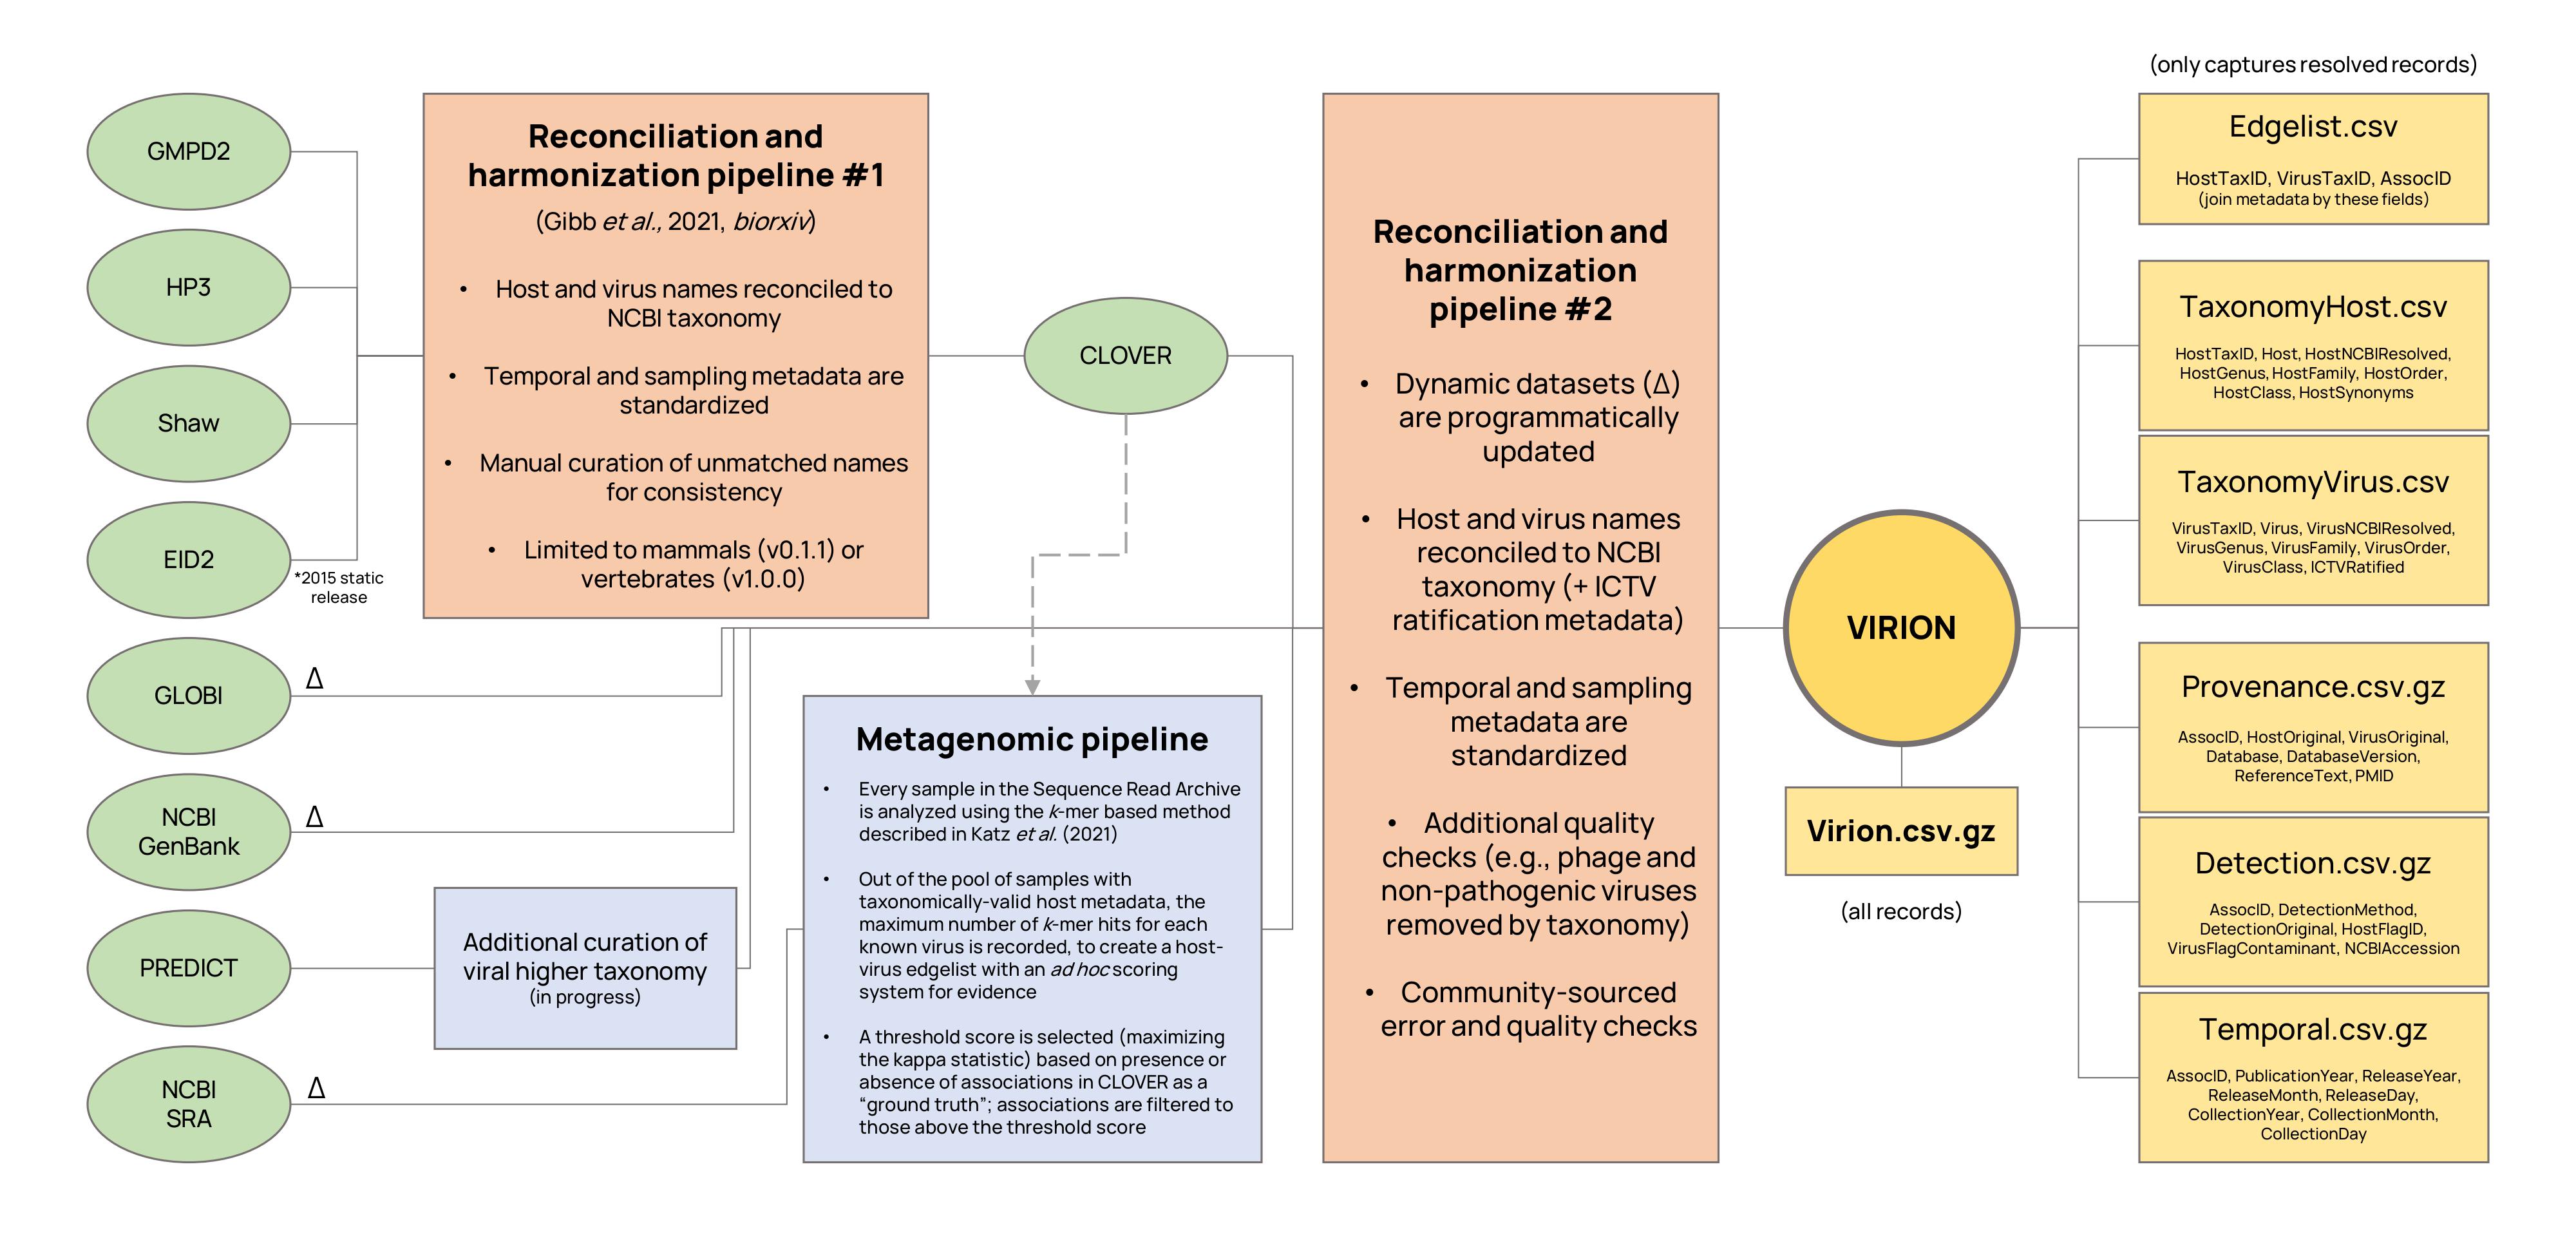 GMPD2
HP3
Shaw
EID2
*2015 static
release
GLOBI
Δ
NCBI
GenBank
Δ
PREDICT
NCBI
SRA
Δ
Reconciliation and
harmonization pipeline #1
(Gibb et al., 2021, biorxiv)
• Host and virus names reconciled to
NCBI taxonomy
• Temporal and sampling metadata are
standardized
• Manual curation of unmatched names
for consistency
• Limited to mammals (v0.1.1) or
vertebrates (v1.0.0)
Additional curation of
viral higher taxonomy
(in progress)
CLOVER
Metagenomic pipeline
• Every sample in the Sequence Read Archive
is analyzed using the k-mer based method
described in Katz et al. (2021)
• Out of the pool of samples with
taxonomically-valid host metadata, the
maximum number of k-mer hits for each
known virus is recorded, to create a host-
virus edgelist with an ad hoc scoring
system for evidence
• A threshold score is selected (maximizing
the kappa statistic) based on presence or
absence of associations in CLOVER as a
“ground truth”; associations are filtered to
those above the threshold score
Reconciliation and
harmonization
pipeline #2
• Dynamic datasets (Δ)
are programmatically
updated
• Host and virus names
reconciled to NCBI
taxonomy (+ ICTV
ratification metadata)
• Temporal and sampling
metadata are
standardized
• Additional quality
checks (e.g., phage and
non-pathogenic viruses
removed by taxonomy)
• Community-sourced
error and quality checks
VIRION
Virion.csv.gz
(all records)
(only captures resolved records)
Edgelist.csv
HostTaxID, VirusTaxID, AssocID
(join metadata by these fields)
TaxonomyHost.csv
HostTaxID, Host, HostNCBIResolved,
HostGenus, HostFamily, HostOrder,
HostClass, HostSynonyms
TaxonomyVirus.csv
VirusTaxID, Virus, VirusNCBIResolved,
VirusGenus, VirusFamily, VirusOrder,
VirusClass, ICTVRatified
Provenance.csv.gz
AssocID, HostOriginal, VirusOriginal,
Database, DatabaseVersion,
ReferenceText, PMID
Detection.csv.gz
AssocID, DetectionMethod,
DetectionOriginal, HostFlagID,
VirusFlagContaminant, NCBIAccession
Temporal.csv.gz
AssocID, PublicationYear, ReleaseYear,
ReleaseMonth, ReleaseDay,
CollectionYear, CollectionMonth,
CollectionDay